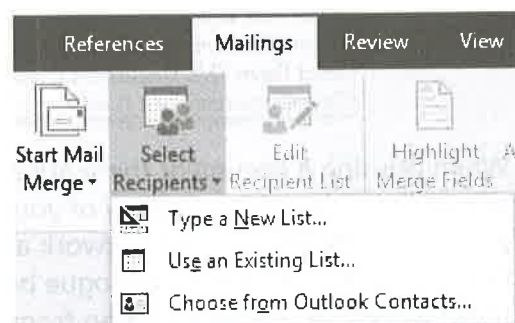 References Mailings Review View
Start Mail Select Edit Highlight
Merge Recipients Recipient List Merge Fields
Type a New List...
Use an Existing List...
Choose from Outlook Contacts...